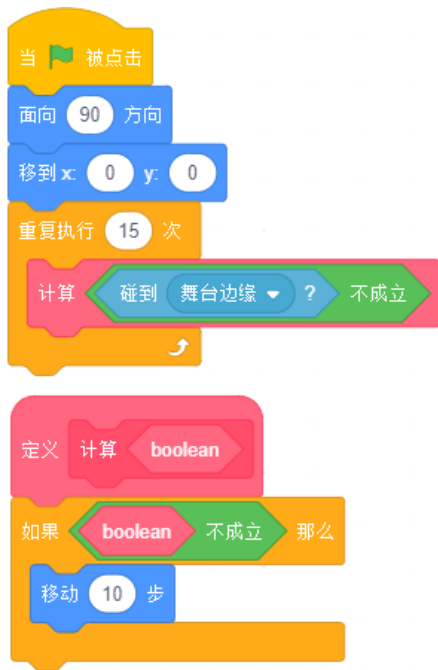 当 被点击
面向 90 方向
移到 x: 0 y: 0
重复执行 15 次
计算 碰到 舞台边缘 ? 不成立
定义 计算 boolean
如果 boolean 不成立 那么
移动 10 步